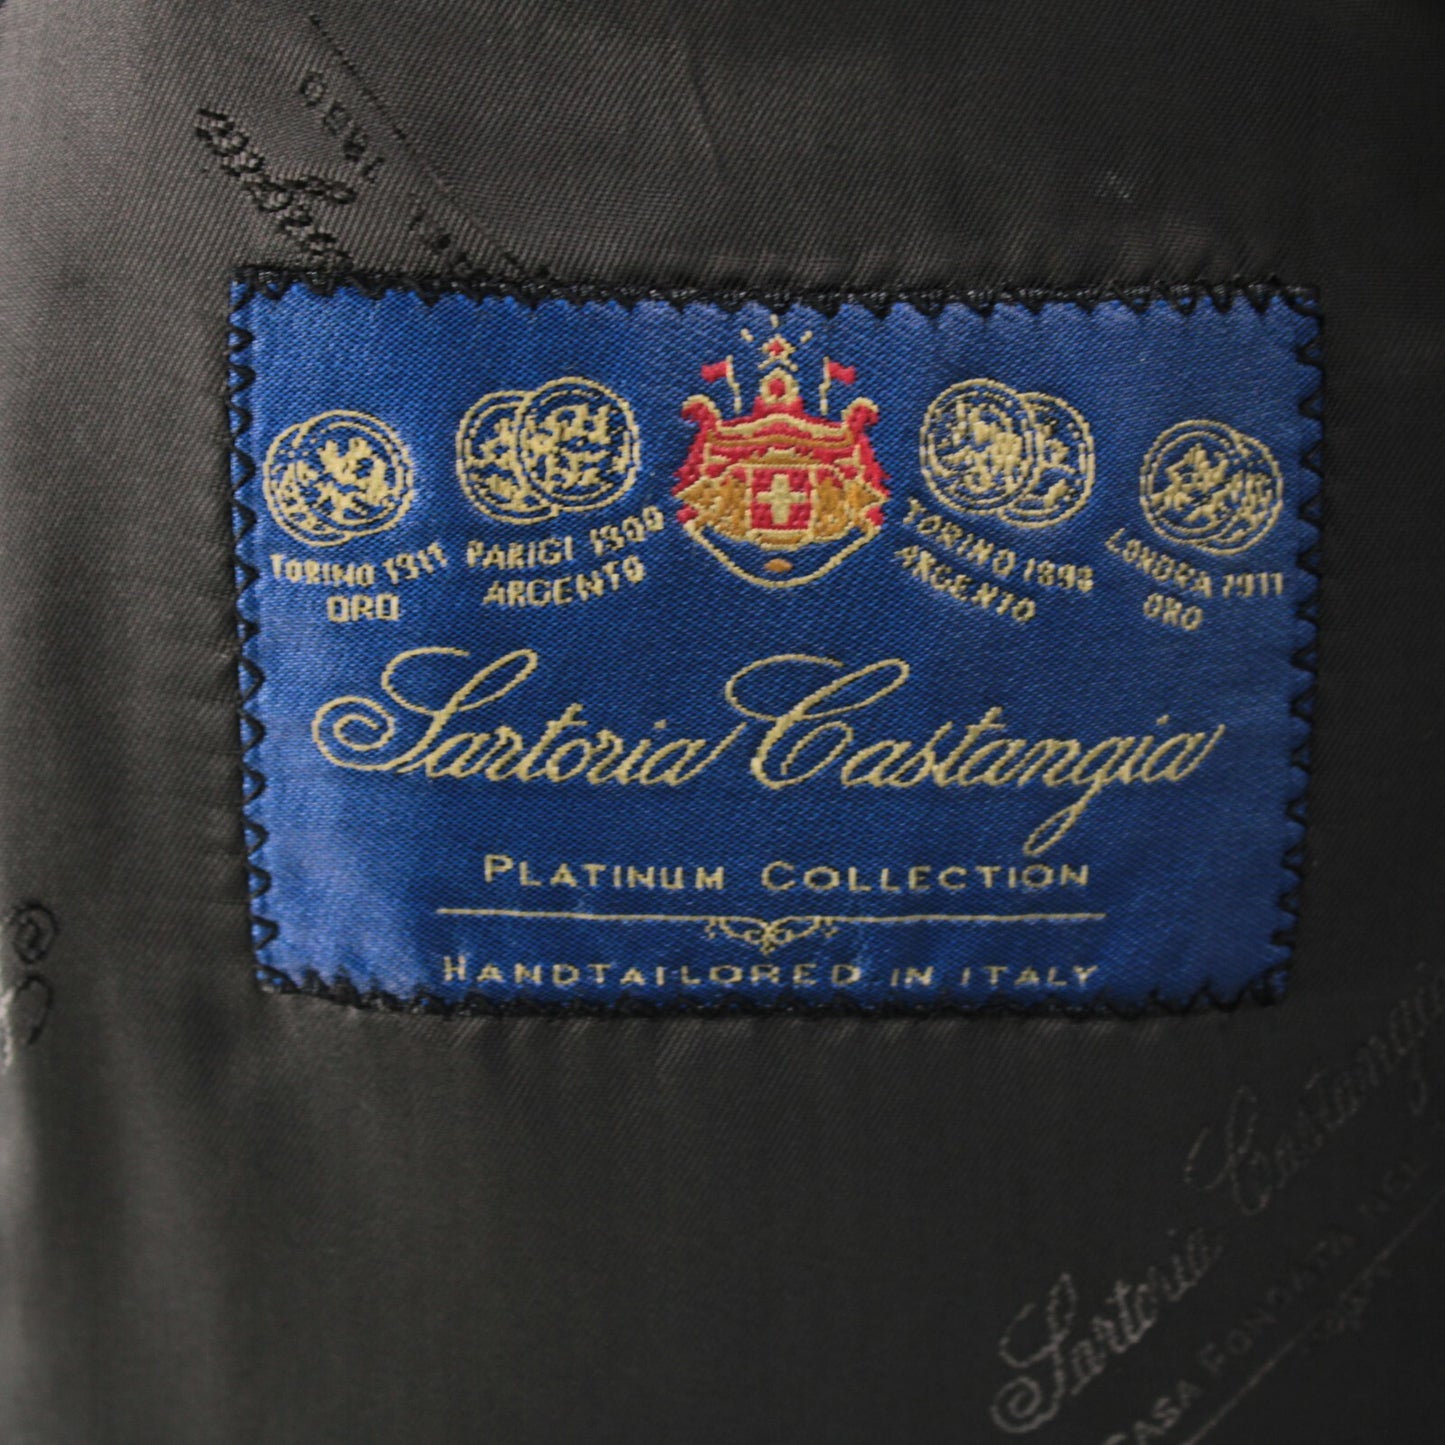 TORINO 1911
ORO
PARIGI 1900
ARGENTO
TORINO 1898
ARGENTO
LONDRA 1911
ORO
Sartoria Castangia
PLATINUM COLLECTION
HANDTAILORED IN ITALY
Sartoria Castangia
CASA FONDATA NEL